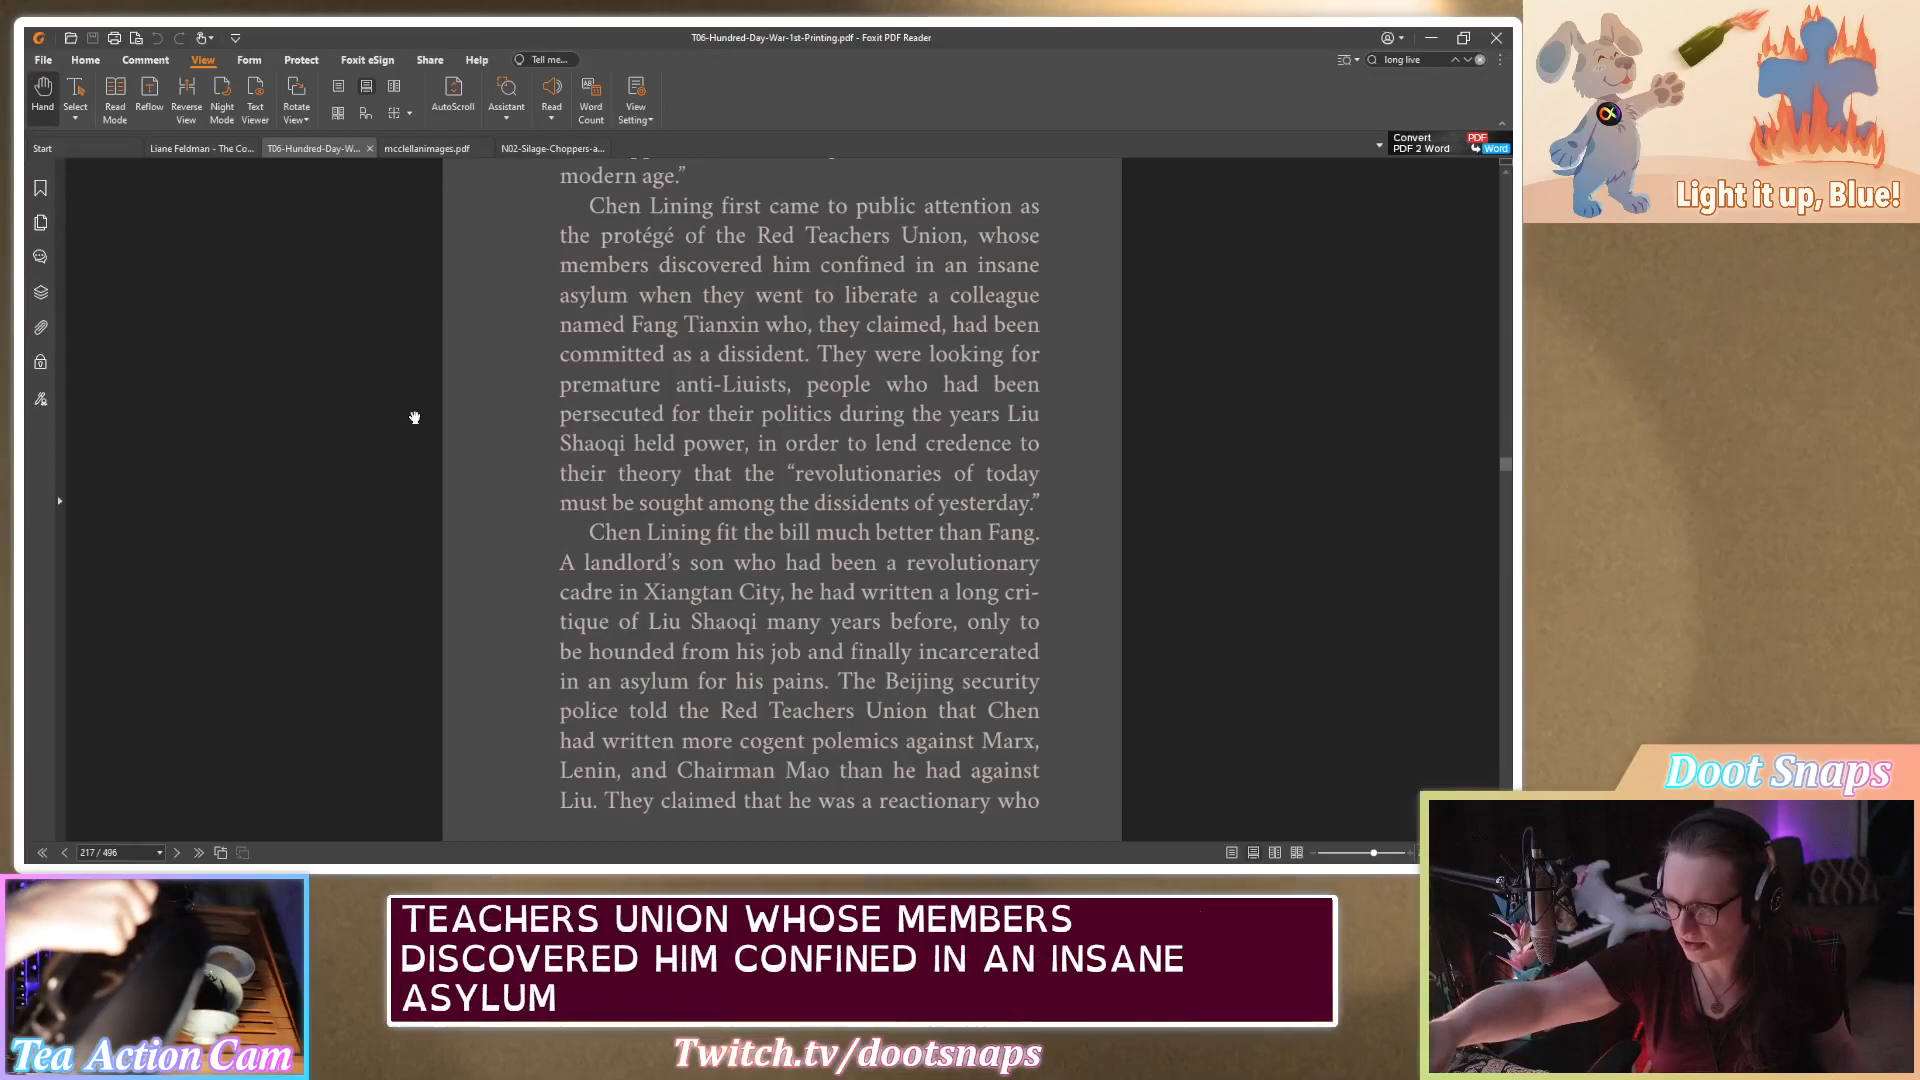 T06-Hundred-Day-War-1st-Printing.pdf - Foxit PDF Reader
File Home Comment View Form Protect Foxit eSign Share Help Tell me... long live
Hand Select Read Mode Reflow Reverse View Night Mode Text Viewer Rotate View AutoScroll Assistant Read Word Count View Setting
Start Liane Feldman - The Co... T06-Hundred-Day-W... mcclellanimages.pdf N02-Silage-Choppers-a...
Convert PDF
PDF 2 Word Word
modern age.”
Chen Lining first came to public attention as
the protégé of the Red Teachers Union, whose
members discovered him confined in an insane
asylum when they went to liberate a colleague
named Fang Tianxin who, they claimed, had been
committed as a dissident. They were looking for
premature anti-Liuists, people who had been
persecuted for their politics during the years Liu
Shaoqi held power, in order to lend credence to
their theory that the “revolutionaries of today
must be sought among the dissidents of yesterday.”
Chen Lining fit the bill much better than Fang.
A landlord’s son who had been a revolutionary
cadre in Xiangtan City, he had written a long cri-
tique of Liu Shaoqi many years before, only to
be hounded from his job and finally incarcerated
in an asylum for his pains. The Beijing security
police told the Red Teachers Union that Chen
had written more cogent polemics against Marx,
Lenin, and Chairman Mao than he had against
Liu. They claimed that he was a reactionary who
217 / 496
Light it up, Blue!
Doot Snaps
Tea Action Cam
TEACHERS UNION WHOSE MEMBERS
DISCOVERED HIM CONFINED IN AN INSANE
ASYLUM
Twitch.tv/dootsnaps